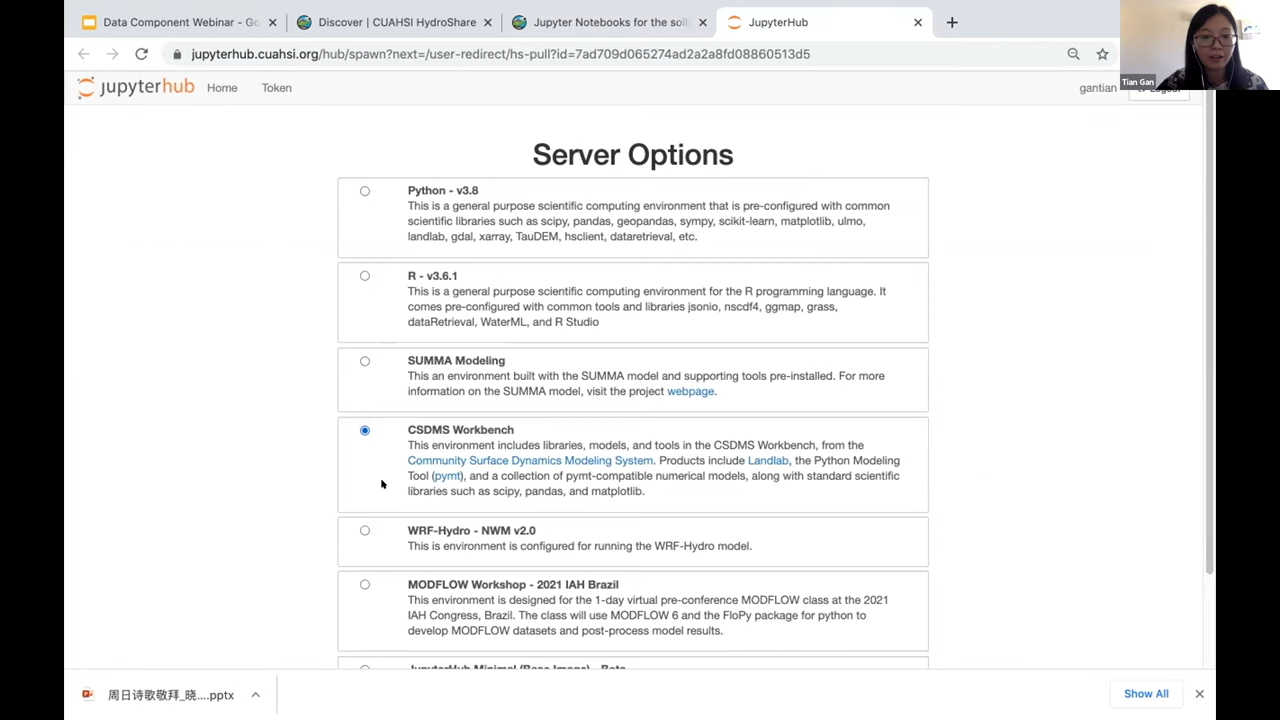 Data Component Webinar - Go
Discover | CUAHSI HydroShare
Jupyter Notebooks for the soil
JupyterHub
jupyterhub.cuahsi.org/hub/spawn?next=/user-redirect/hs-pull?id=7ad709d065274ad2a2a8fd08860513d5
Tian Gan
jupyterhub Home Token gantian Logout
Server Options
Python - v3.8
This is a general purpose scientific computing environment that is pre-configured with common
scientific libraries such as scipy, pandas, geopandas, sympy, scikit-learn, matplotlib, ulmo,
landlab, gdal, xarray, TauDEM, hsclient, dataretrieval, etc.
R - v3.6.1
This is a general purpose scientific computing environment for the R programming language. It
comes pre-configured with common tools and libraries jsonio, nscdf4, ggmap, grass,
dataRetrieval, WaterML, and R Studio
SUMMA Modeling
This an environment built with the SUMMA model and supporting tools pre-installed. For more
information on the SUMMA model, visit the project webpage.
CSDMS Workbench
This environment includes libraries, models, and tools in the CSDMS Workbench, from the
Community Surface Dynamics Modeling System. Products include Landlab, the Python Modeling
Tool (pymt), and a collection of pymt-compatible numerical models, along with standard scientific
libraries such as scipy, pandas, and matplotlib.
WRF-Hydro - NWM v2.0
This is environment is configured for running the WRF-Hydro model.
MODFLOW Workshop - 2021 IAH Brazil
This environment is designed for the 1-day virtual pre-conference MODFLOW class at the 2021
IAH Congress, Brazil. The class will use MODFLOW 6 and the FloPy package for python to
develop MODFLOW datasets and post-process model results.
JupyterHub Minimal (Base Image) - Beta
周日诗歌敬拜_晓....pptx
Show All